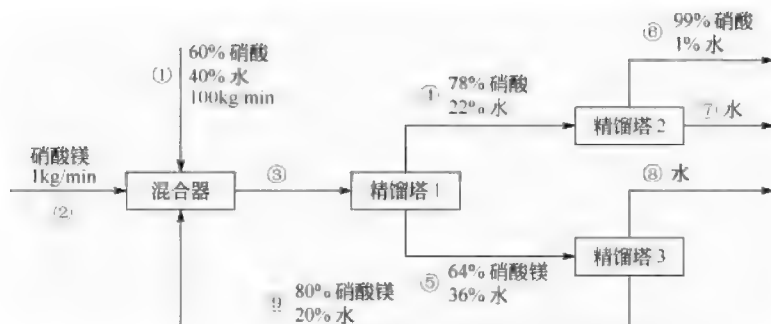 ①
60% 硝酸
40% 水
100kg min
硝酸镁
1kg/min
②
混合器
③
精馏塔 1
④
78% 硝酸
22% 水
精馏塔 2
⑥
99% 硝酸
1% 水
⑦ 水
⑧ 水
⑤
64% 硝酸镁
36% 水
精馏塔 3
9
80% 硝酸镁
20% 水